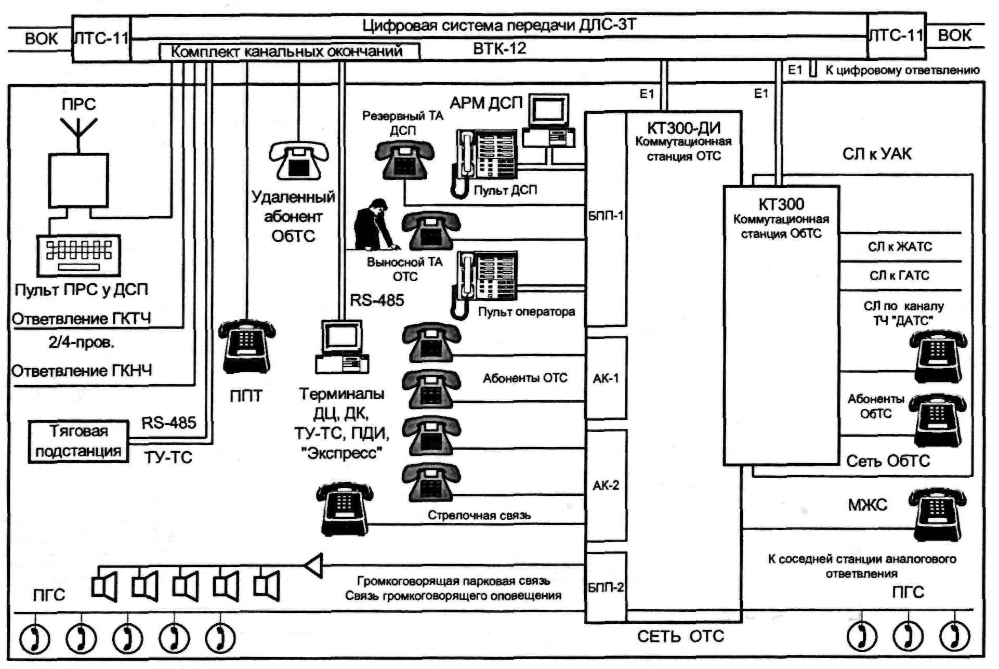 Цифровая система передачи ДЛС-3Т
ВОК
ЛТС-11
ЛТС-11
ВОК
Комплект канальных окончаний
ВТК-12
Е1
К цифровому ответвлению
ПРС
Е1
Е1
АРМ ДСП
Резервный ТА
ДСП
КТ300-ДИ
Коммутационная
станция ОТС
СЛ к УАК
Пульт ДСП
Удаленный
абонент
ОбТС
БПП-1
КТ300
Коммутационная
станция ОбТС
СЛ к ЖАТС
Выносной ТА
ОТС
СЛ к ГАТС
Пульт ПРС у ДСП
RS-485
Пульт оператора
СЛ по каналу
ТЧ "ДАТС"
Ответвление ГКТЧ
2/4-пров.
Ответвление ГКНЧ
Абоненты ОТС
АК-1
ППТ
Терминалы
ДЦ, ДК,
ТУ-ТС, ПДИ,
"Экспресс"
Абоненты
ОбТС
RS-485
Тяговая
подстанция
ТУ-ТС
Сеть ОбТС
АК-2
МЖС
Стрелочная связь
К соседней станции аналогового
ответвления
Громкоговорящая парковая связь
Связь громкоговорящего оповещения
БПП-2
ПГС
ПГС
СЕТЬ ОТС